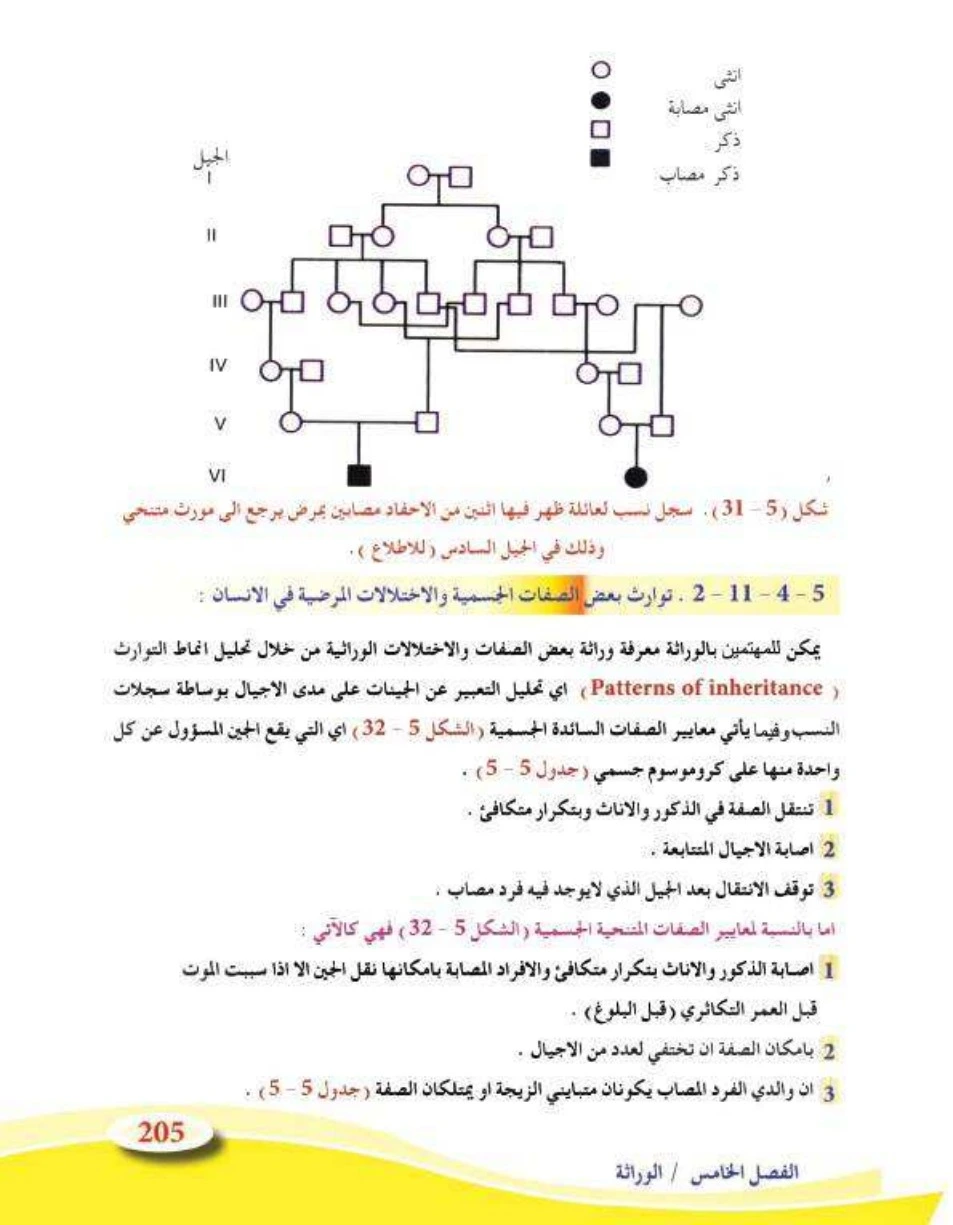 انثى
انثى مصابة
ذكر
ذكر مصاب
الجيل
I
II
III
IV
V
VI
شكل (5 - 31). سجل نسب لعائلة ظهر فيها اثنين من الاحفاد مصابين بمرض يرجع الى مورث متنحي
وذلك في الجيل السادس (للاطلاع).
5 - 4 - 11 - 2 . توارث بعض الصفات الجسمية والاختلالات المرضية في الانسان :
يمكن للمهتمين بالوراثة معرفة وراثة بعض الصفات والاختلالات الوراثية من خلال تحليل انماط التوارث
( Patterns of inheritance ) اي تحليل التعبير عن الجينات على مدى الاجيال بوساطة سجلات
النسب وفيما يأتي معايير الصفات السائدة الجسمية (الشكل 5 - 32) اي التي يقع الجين المسؤول عن كل
واحدة منها على كروموسوم جسمي (جدول 5 - 5) .
1 تنتقل الصفة في الذكور والاناث وبتكرار متكافئ .
2 اصابة الاجيال المتتابعة .
3 توقف الانتقال بعد الجيل الذي لايوجد فيه فرد مصاب .
اما بالنسبة لمعايير الصفات المتنحية الجسمية (الشكل 5 - 32) فهي كالآتي :
1 اصابة الذكور والاناث بتكرار متكافئ والافراد المصابة بامكانها نقل الجين الا اذا سببت الموت
قبل العمر التكاثري (قبل البلوغ) .
2 بامكان الصفة ان تختفي لعدد من الاجيال .
3 ان والدي الفرد المصاب يكونان متباينى الزيجة او يمتلكان الصفة (جدول 5 - 5) .
205
الفصل الخامس / الوراثة